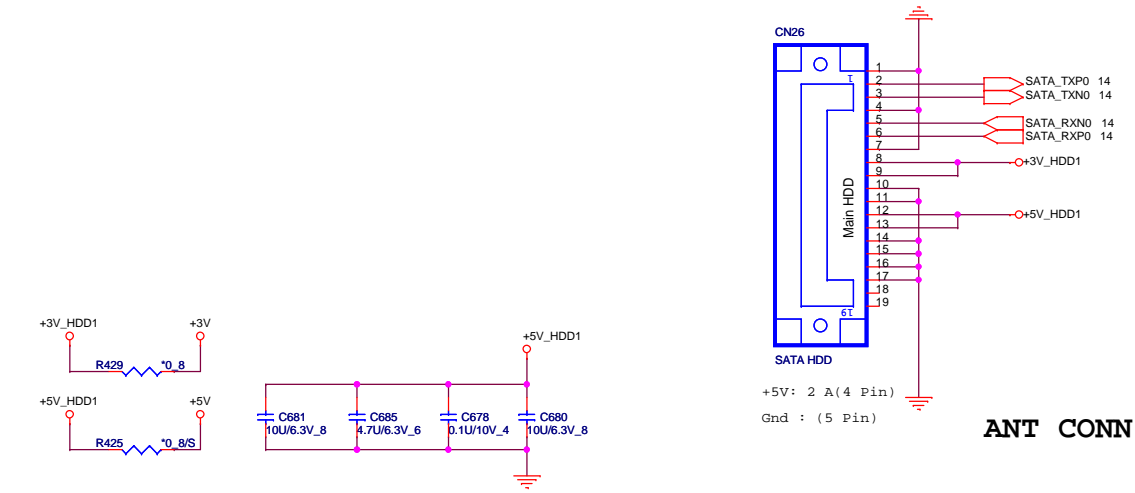 CN26
1
2
3
4
5
6
7
8
9
10
11
12
13
14
15
16
17
18
19
1
19
Main HDD
SATA_TXP0 14
SATA_TXN0 14
SATA_RXN0 14
SATA_RXP0 14
+3V_HDD1
+5V_HDD1
SATA HDD
+5V: 2 A(4 Pin)
Gnd : (5 Pin)
ANT CONN
+3V_HDD1 +3V
R429 *0_8
+5V_HDD1 +5V
R425 *0_8/S
+5V_HDD1
C681
10U/6.3V_8
C685
4.7U/6.3V_6
C678
0.1U/10V_4
C680
10U/6.3V_8